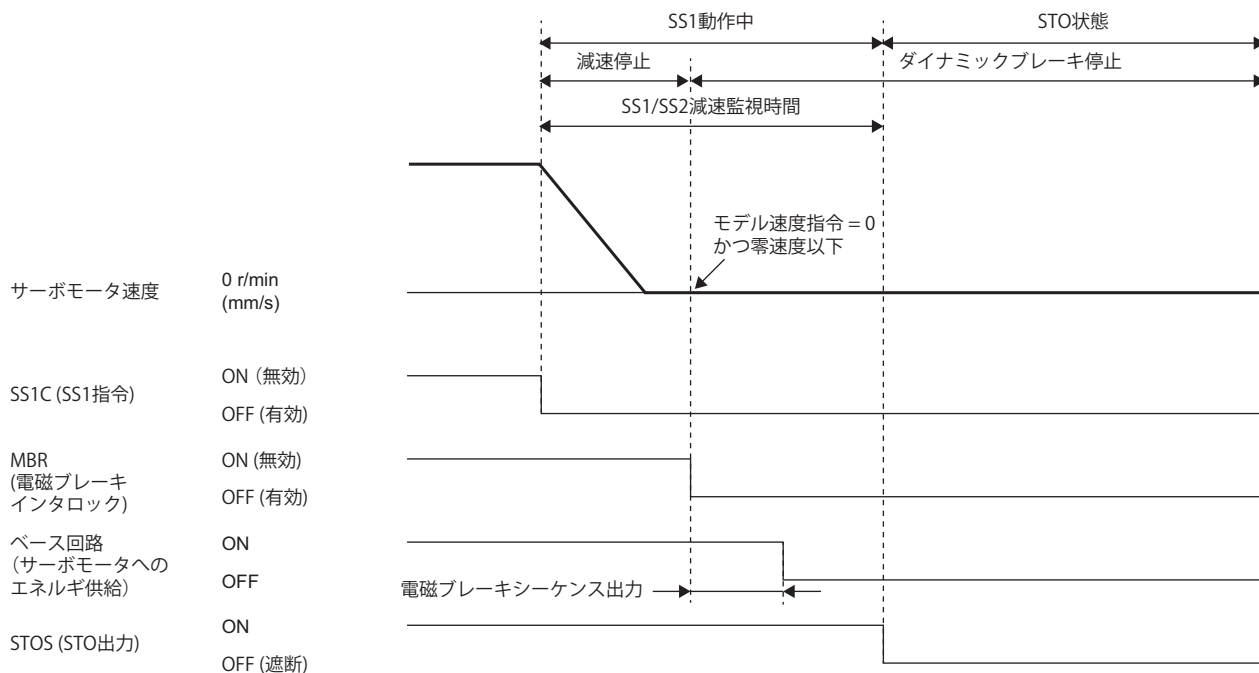 SS1動作中
STO状態
減速停止
ダイナミックブレーキ停止
SS1/SS2減速監視時間
モデル速度指令 = 0
かつ零速度以下
サーボモータ速度
0 r/min
(mm/s)
SS1C (SS1指令)
ON（無効）
OFF (有効)
MBR
(電磁ブレーキ
インタロック)
ON (無効)
OFF (有効)
ベース回路
（サーボモータへの
エネルギ供給）
ON
OFF
電磁ブレーキシーケンス出力
STOS (STO出力)
ON
OFF (遮断)